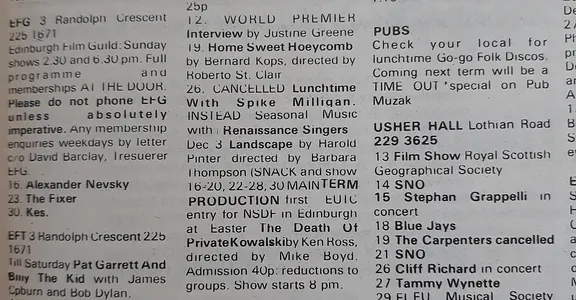 EFG 3 Randolph Crescent
225 1671
Edinburgh Film Guild: Sunday
shows 2.30 and 6.30 pm. Full
programme and
memberships AT THE DOOR.
Please do not phone EFG
unless absolutely
imperative. Any membership
enquiries weekdays by letter
c/o David Barclay, Tresuerer
EFG.
16. Alexander Nevsky
23. The Fixer
30. Kes.
EFT 3 Randolph Crescent 225
1671
Till Saturday Pat Garrett And
Billy The Kid with James
Coburn and Bob Dylan.
25p
12. WORLD PREMIER
Interview by Justine Greene
19. Home Sweet Hoeycomb
by Bernard Kops, directed by
Roberto St. Clair
26. CANCELLED Lunchtime
With Spike Milligan.
INSTEAD Seasonal Music
with Renaissance Singers
Dec 3 Landscape by Harold
Pinter directed by Barbara
Thompson (SNACK and show
16-20, 22-28, 30 MAIN TERM
PRODUCTION first EUTC
entry for NSDF in Edinburgh
at Easter The Death Of
Private Kowalski by Ken Ross,
directed by Mike Boyd.
Admission 40p: reductions to
groups. Show starts 8 pm.
PUBS
Check your local for
lunchtime Go-go Folk Discos.
Coming next term will be a
TIME OUT special on Pub
Muzak
USHER HALL Lothian Road
229 3625
13 Film Show Royal Scottish
Geographical Society
14 SNO
15 Stephan Grappelli in
concert
18 Blue Jays
19 The Carpenters cancelled
21 SNO
26 Cliff Richard in concert
27 Tammy Wynette